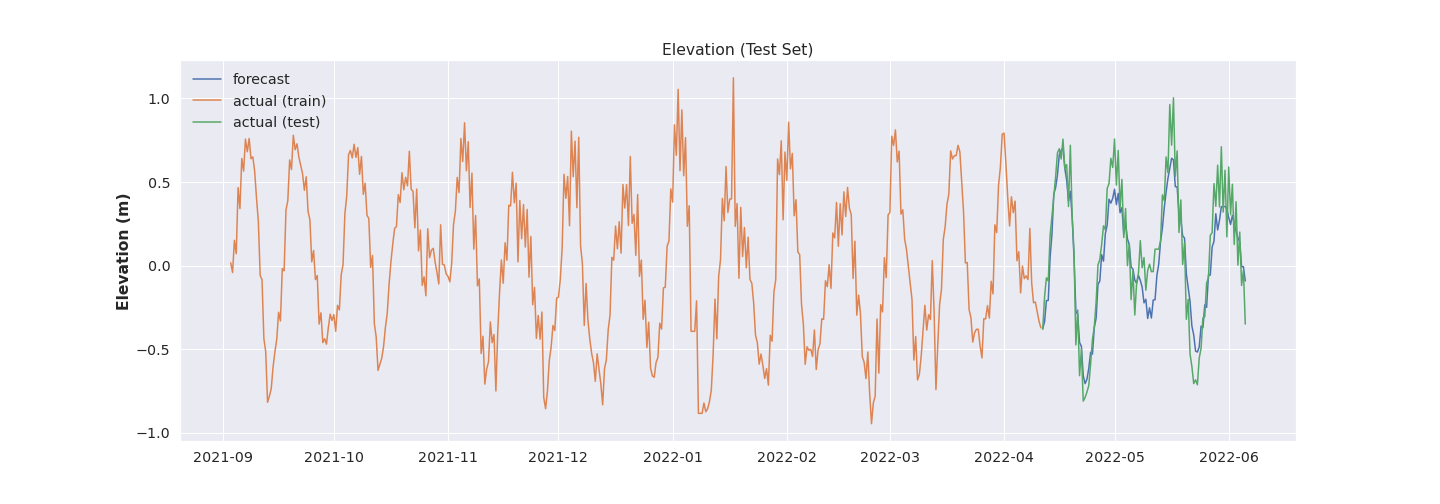 Elevation (Test Set)
forecast
actual (train)
actual (test)
Elevation (m)
1.0
0.5
0.0
−0.5
−1.0
2021-09 2021-10 2021-11 2021-12 2022-01 2022-02 2022-03 2022-04 2022-05 2022-06